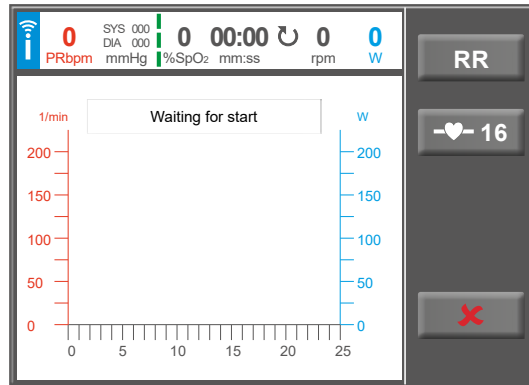 0 SYS 000 0 00:00 0 0
DIA 000
PRbpm mmHg %SpO2 mm:ss rpm W
RR
1/min Waiting for start W
16
200 200
150 150
100 100
50 50
0 0
0 5 10 15 20 25